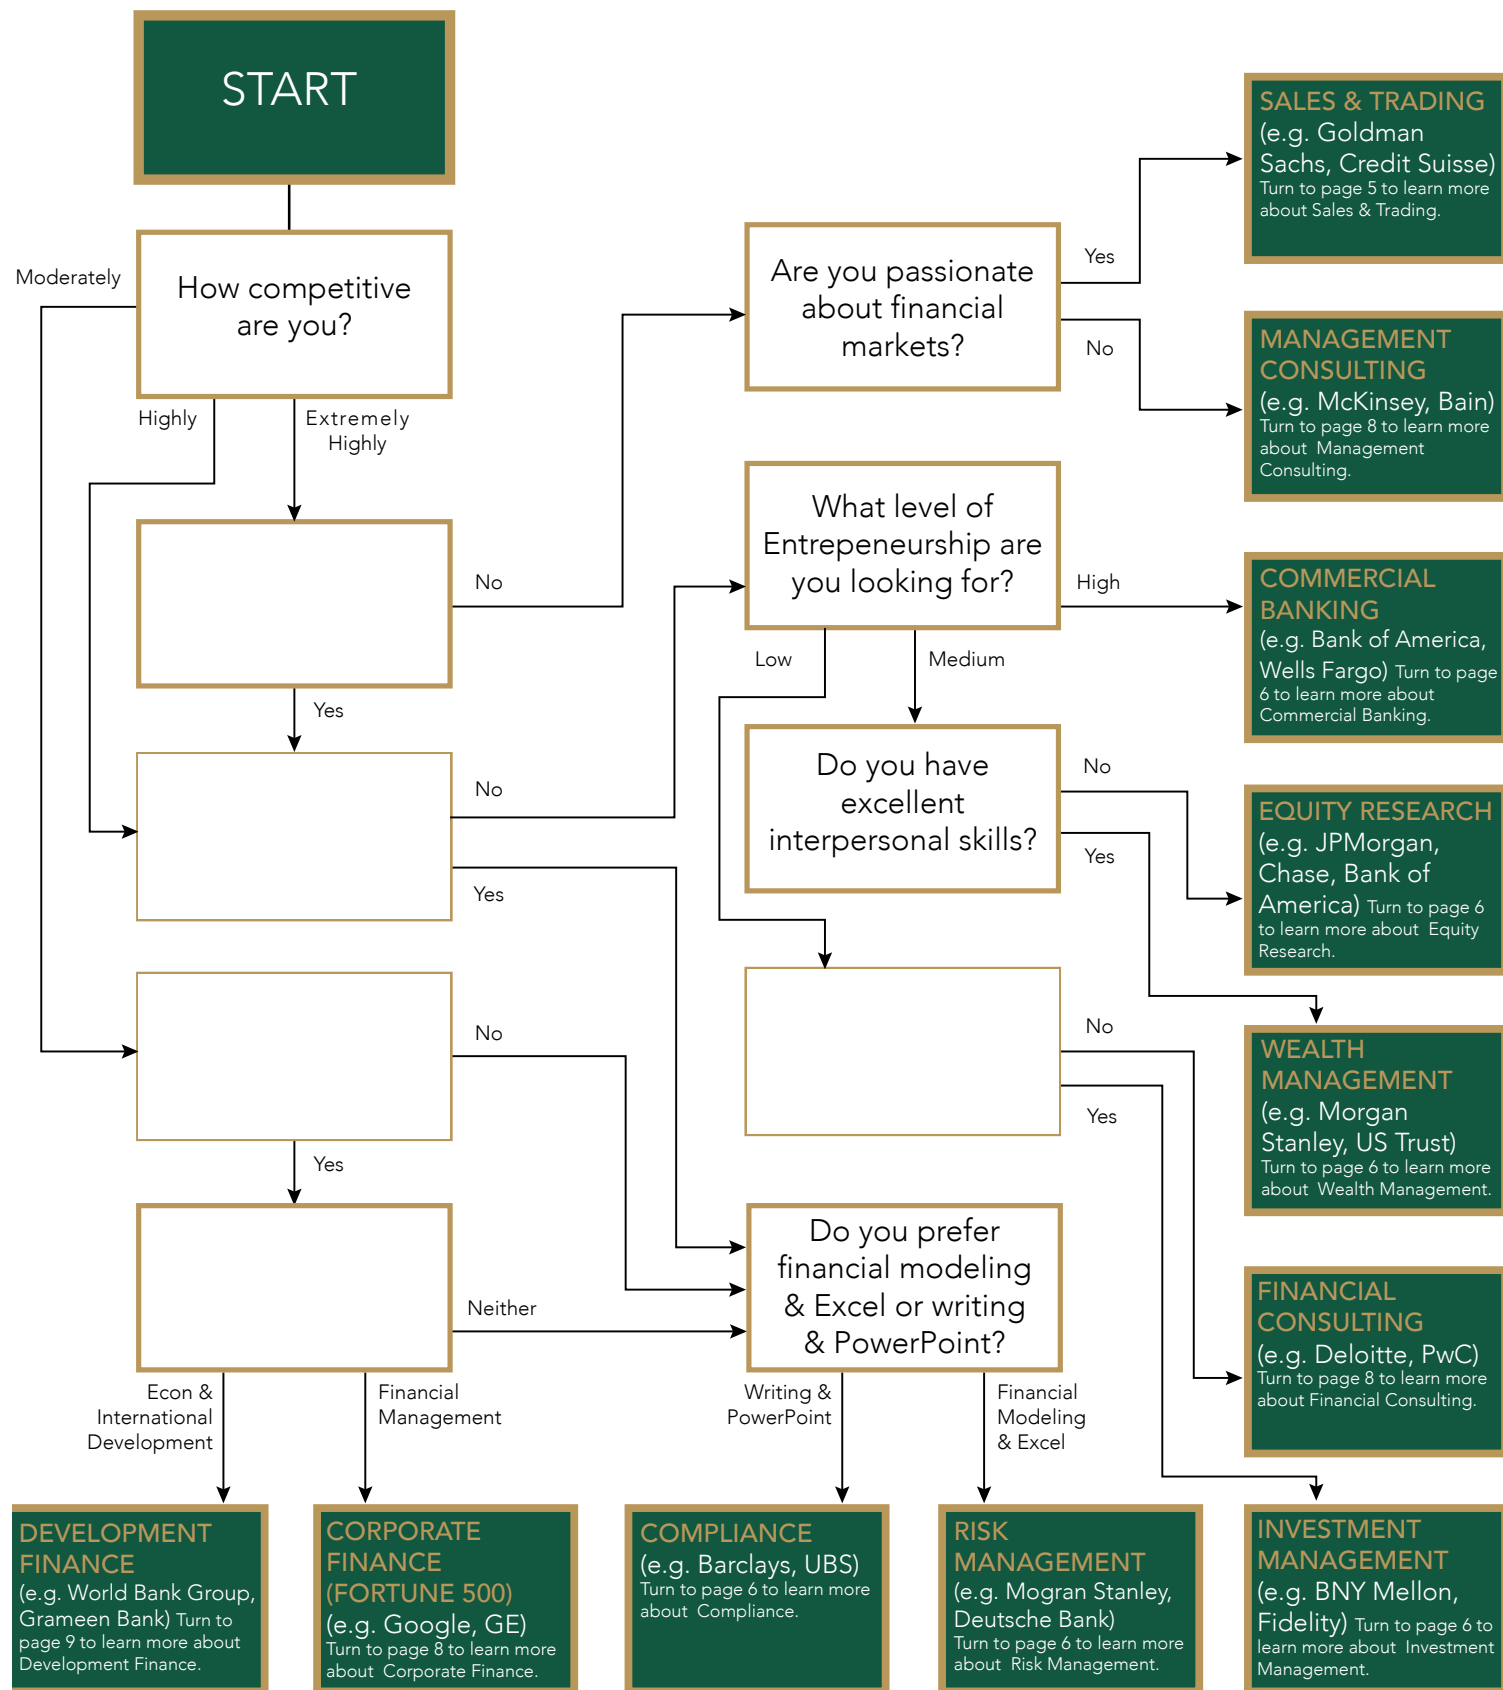 START
How competitive
are you?
Moderately
Highly
Extremely
Highly
No
Yes
No
Yes
No
Yes
Neither
Econ &
International
Development
Financial
Management
Are you passionate
about financial
markets?
Yes
No
What level of
Entrepeneurship are
you looking for?
High
Low
Medium
Do you have
excellent
interpersonal skills?
No
Yes
No
Yes
Do you prefer
financial modeling
& Excel or writing
& PowerPoint?
Writing &
PowerPoint
Financial
Modeling
& Excel
SALES & TRADING
(e.g. Goldman
Sachs, Credit Suisse)
Turn to page 5 to learn more
about Sales & Trading.
MANAGEMENT
CONSULTING
(e.g. McKinsey, Bain)
Turn to page 8 to learn more
about Management
Consulting.
COMMERCIAL
BANKING
(e.g. Bank of America,
Wells Fargo) Turn to page
6 to learn more about
Commercial Banking.
EQUITY RESEARCH
(e.g. JPMorgan,
Chase, Bank of
America) Turn to page 6
to learn more about Equity
Research.
WEALTH
MANAGEMENT
(e.g. Morgan
Stanley, US Trust)
Turn to page 6 to learn more
about Wealth Management.
FINANCIAL
CONSULTING
(e.g. Deloitte, PwC)
Turn to page 8 to learn more
about Financial Consulting.
DEVELOPMENT
FINANCE
(e.g. World Bank Group,
Grameen Bank) Turn to
page 9 to learn more about
Development Finance.
CORPORATE
FINANCE
(FORTUNE 500)
(e.g. Google, GE)
Turn to page 8 to learn more
about Corporate Finance.
COMPLIANCE
(e.g. Barclays, UBS)
Turn to page 6 to learn more
about Compliance.
RISK
MANAGEMENT
(e.g. Mogran Stanley,
Deutsche Bank)
Turn to page 6 to learn more
about Risk Management.
INVESTMENT
MANAGEMENT
(e.g. BNY Mellon,
Fidelity) Turn to page 6 to
learn more about Investment
Management.